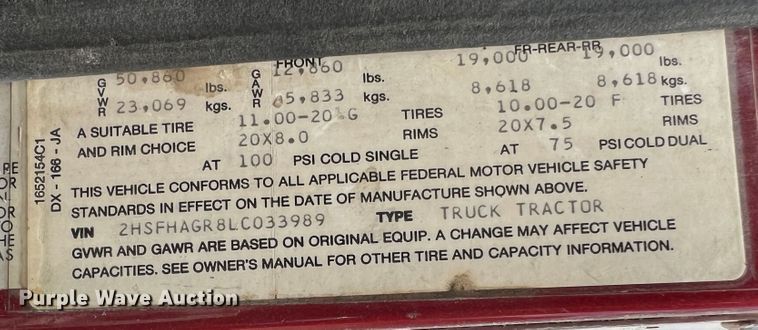 FRONT FR-REAR-RR
GVWR 50,860 lbs. GAWR 12,860 lbs. 19,000 19,000 lbs.
23,069 kgs. 05,833 kgs. 8,618 8,618 kgs.
A SUITABLE TIRE 11.00-20 G TIRES 10.00-20 F TIRES
AND RIM CHOICE 20X8.0 RIMS 20X7.5 RIMS
AT 100 PSI COLD SINGLE AT 75 PSI COLD DUAL
THIS VEHICLE CONFORMS TO ALL APPLICABLE FEDERAL MOTOR VEHICLE SAFETY
STANDARDS IN EFFECT ON THE DATE OF MANUFACTURE SHOWN ABOVE.
VIN 2HSFHAGR8LC033989 TYPE TRUCK TRACTOR
GVWR AND GAWR ARE BASED ON ORIGINAL EQUIP. A CHANGE MAY AFFECT VEHICLE
CAPACITIES. SEE OWNER'S MANUAL FOR OTHER TIRE AND CAPACITY INFORMATION.
1652154C1
DX - 166 - JA
Purple Wave Auction